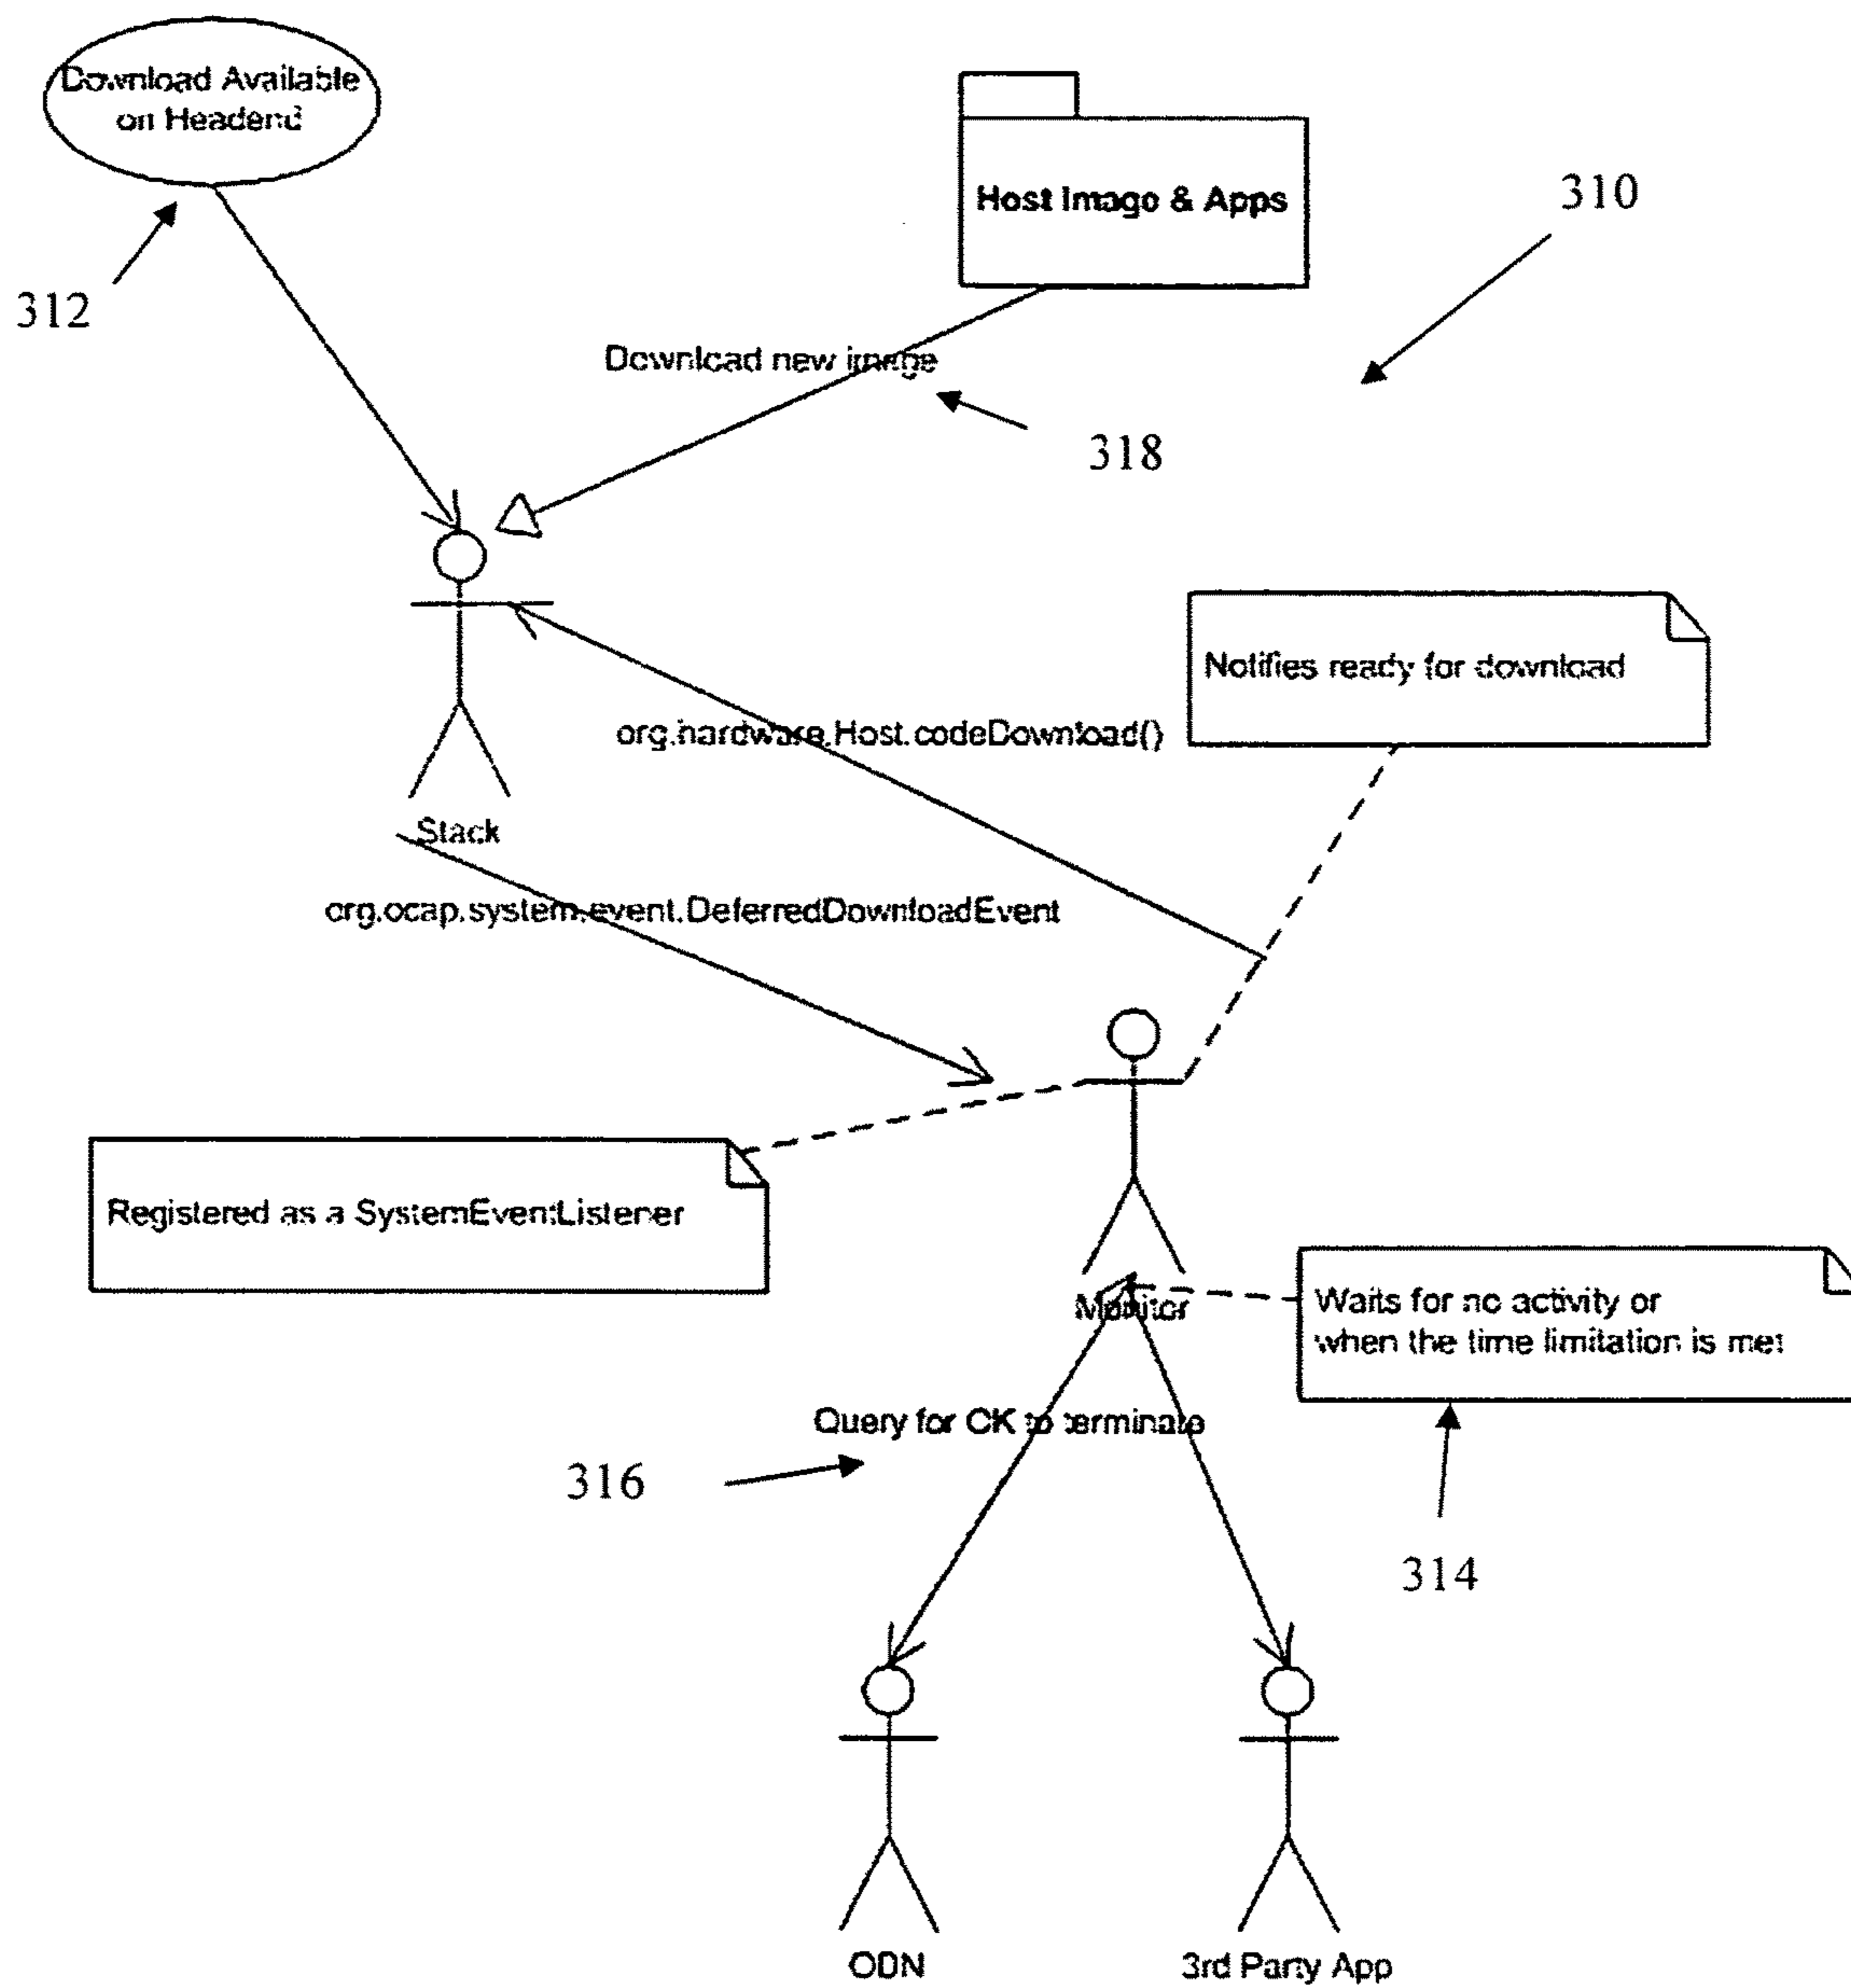 Download Available
on Headend
Host Image & Apps
310
312
Download new image
318
Notifies ready for download
org.hardware.Host.codeDownload()
Stack
org.ocap.system.event.DeferredDownloadEvent
Registered as a SystemEventListener
Monitor
Waits for no activity or
when the time limitation is met
Query for OK to terminate
316
314
ODN
3rd Party App